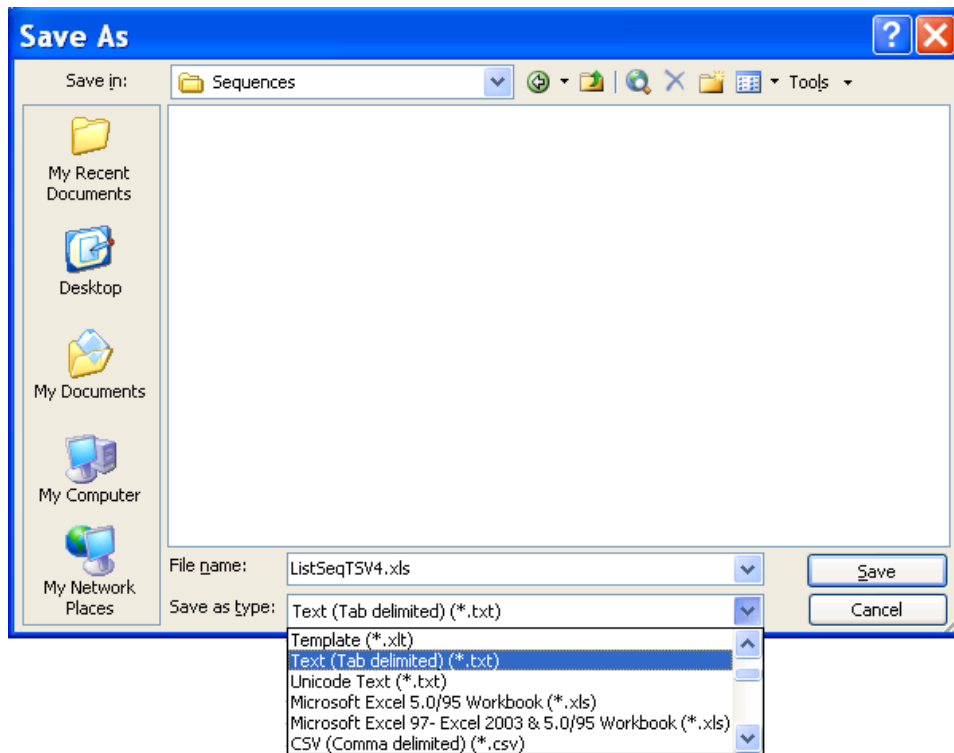 Save As
Save in: Sequences Tools
My Recent
Documents
Desktop
My Documents
My Computer
My Network
Places
File name: ListSeqTSV4.xls Save
Save as type: Text (Tab delimited) (*.txt) Cancel
Template (*.xlt)
Text (Tab delimited) (*.txt)
Unicode Text (*.txt)
Microsoft Excel 5.0/95 Workbook (*.xls)
Microsoft Excel 97- Excel 2003 & 5.0/95 Workbook (*.xls)
CSV (Comma delimited) (*.csv)